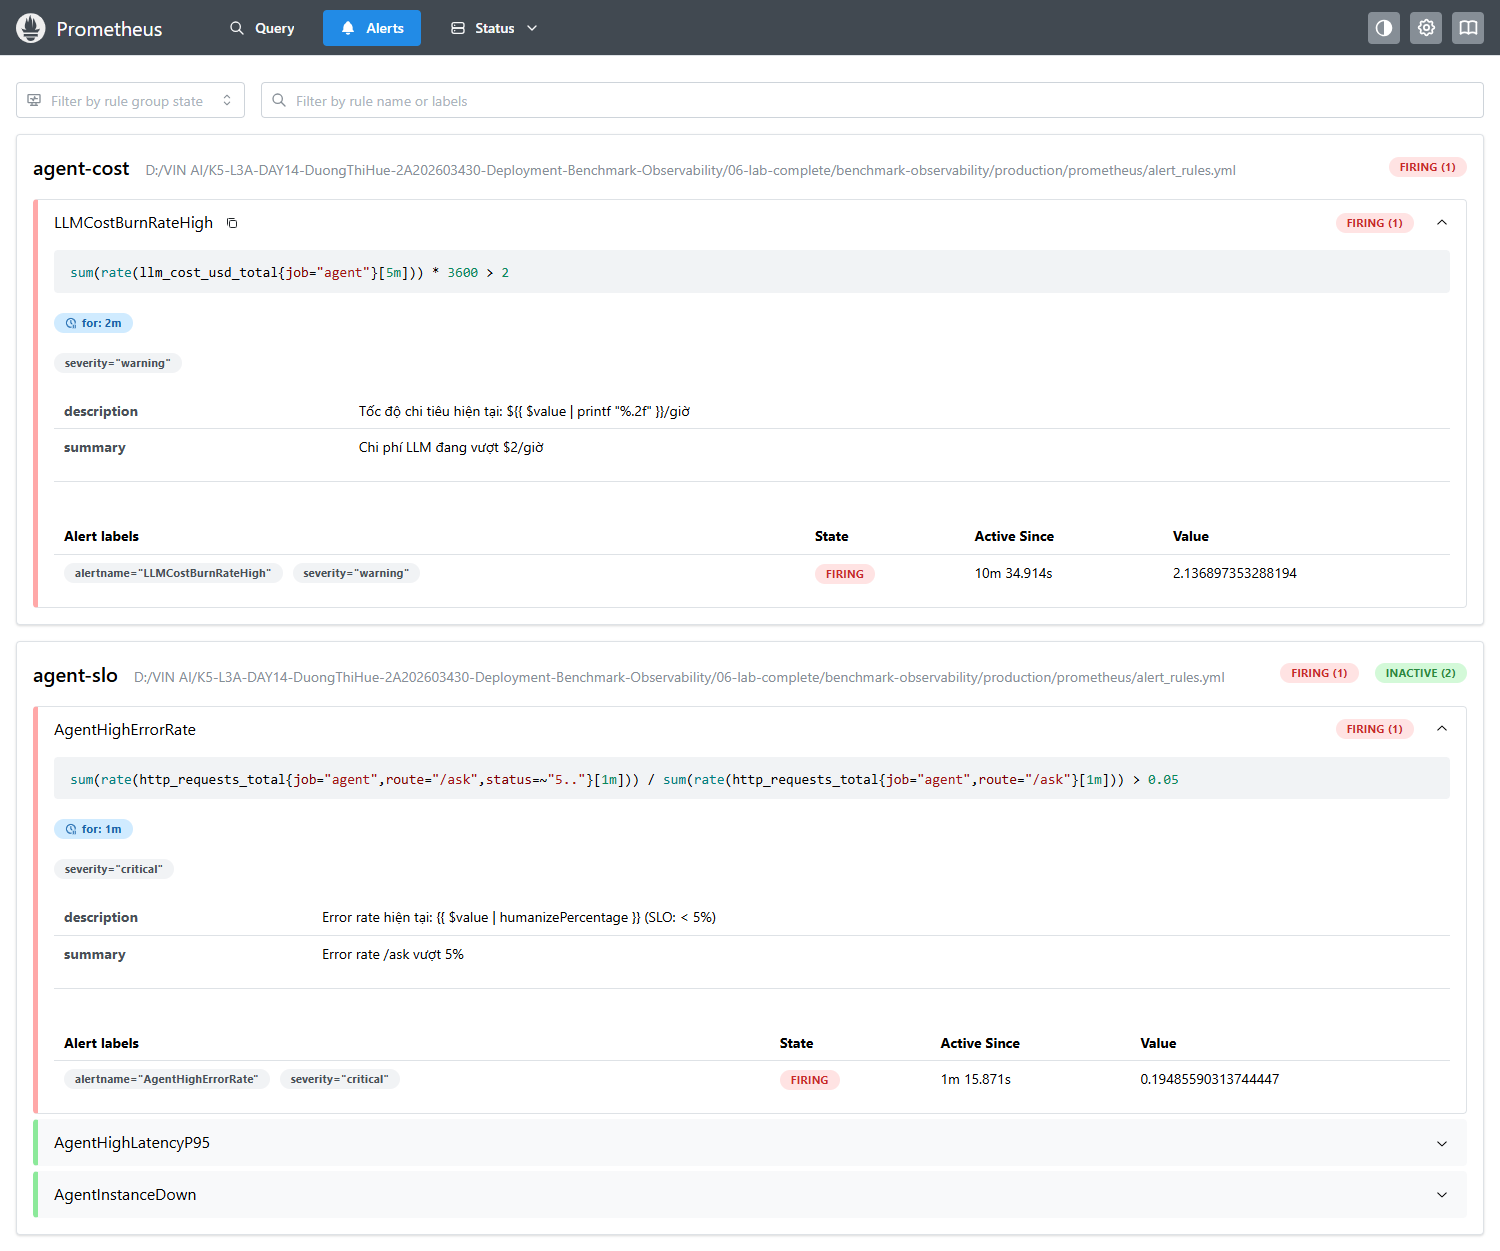 Prometheus Query Alerts Status
Filter by rule group state Filter by rule name or labels
agent-cost D:/VIN AI/K5-L3A-DAY14-DuongThiHue-2A202603430-Deployment-Benchmark-Observability/06-lab-complete/benchmark-observability/production/prometheus/alert_rules.yml FIRING (1)
LLMCostBurnRateHigh FIRING (1)
sum(rate(llm_cost_usd_total{job="agent"}[5m])) * 3600 > 2
for: 2m
severity="warning"
description Tốc độ chi tiêu hiện tại: ${{ $value | printf "%.2f" }}/giờ
summary Chi phí LLM đang vượt $2/giờ
Alert labels State Active Since Value
alertname="LLMCostBurnRateHigh" severity="warning" FIRING 10m 34.914s 2.136897353288194
agent-slo D:/VIN AI/K5-L3A-DAY14-DuongThiHue-2A202603430-Deployment-Benchmark-Observability/06-lab-complete/benchmark-observability/production/prometheus/alert_rules.yml FIRING (1) INACTIVE (2)
AgentHighErrorRate FIRING (1)
sum(rate(http_requests_total{job="agent",route="/ask",status=~"5.."}[1m])) / sum(rate(http_requests_total{job="agent",route="/ask"}[1m])) > 0.05
for: 1m
severity="critical"
description Error rate hiện tại: {{ $value | humanizePercentage }} (SLO: < 5%)
summary Error rate /ask vượt 5%
Alert labels State Active Since Value
alertname="AgentHighErrorRate" severity="critical" FIRING 1m 15.871s 0.19485590313744447
AgentHighLatencyP95
AgentInstanceDown